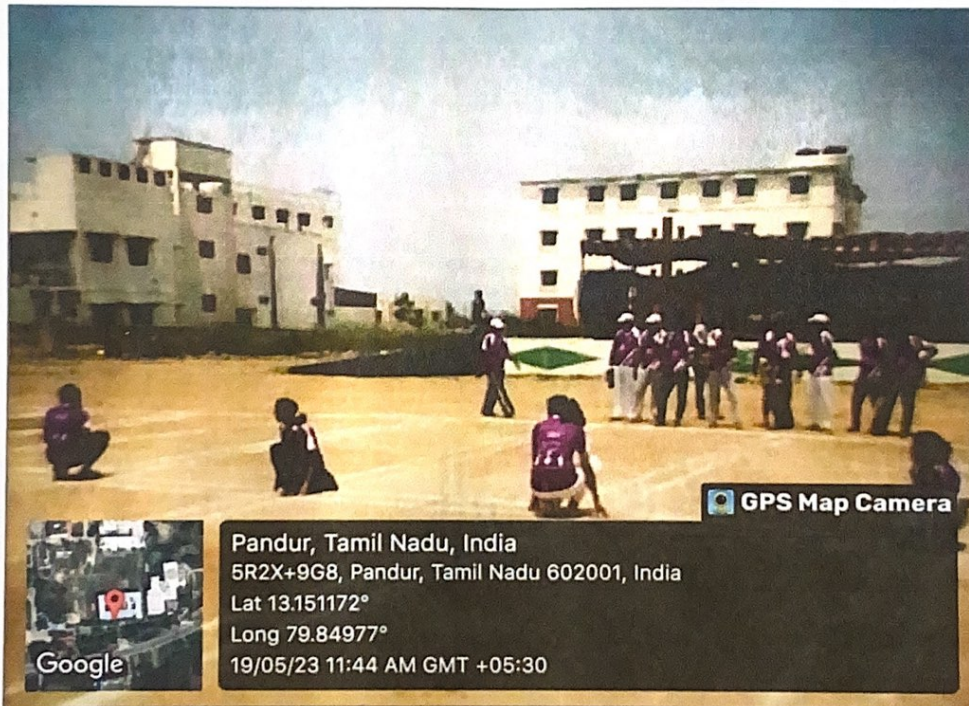 GPS Map Camera
Pandur, Tamil Nadu, India
5R2X+9G8, Pandur, Tamil Nadu 602001, India
Lat 13.151172°
Long 79.84977°
19/05/23 11:44 AM GMT +05:30
Google